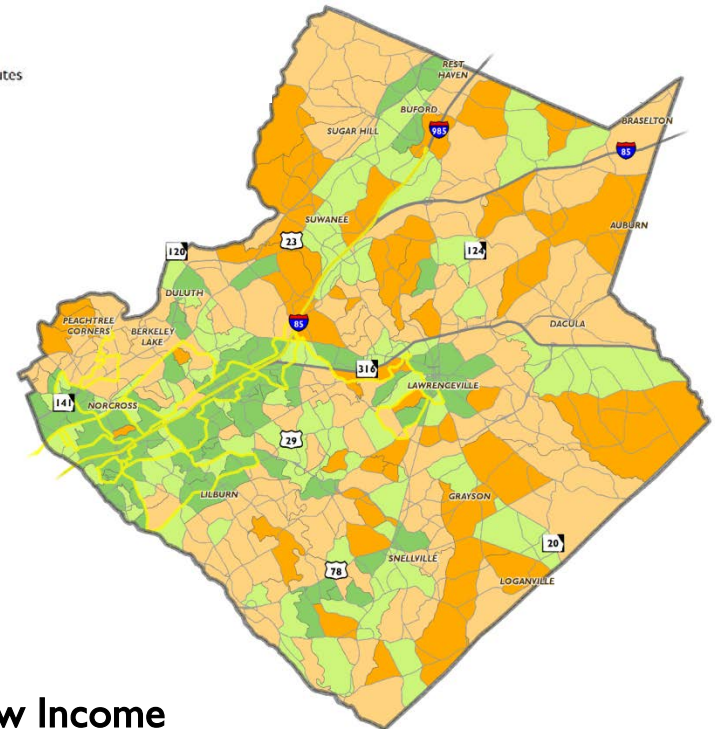 REST
HAVEN
BUFORD
985
BRASELTON
SUGAR HILL
85
SUWANEE
AUBURN
23
124
120
DULUTH
PEACHTREE
CORNERS
BERKELEY
LAKE
85
DACULA
316
LAWRENCEVILLE
141
NORCROSS
29
LILBURN
GRAYSON
20
SNELLVILLE
78
LOGANVILLE
Income